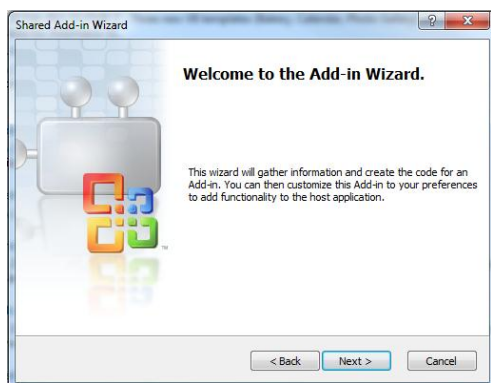 Shared Add-in Wizard
Welcome to the Add-in Wizard.
This wizard will gather information and create the code for an
Add-in. You can then customize this Add-in to your preferences
to add functionality to the host application.
< Back Next > Cancel